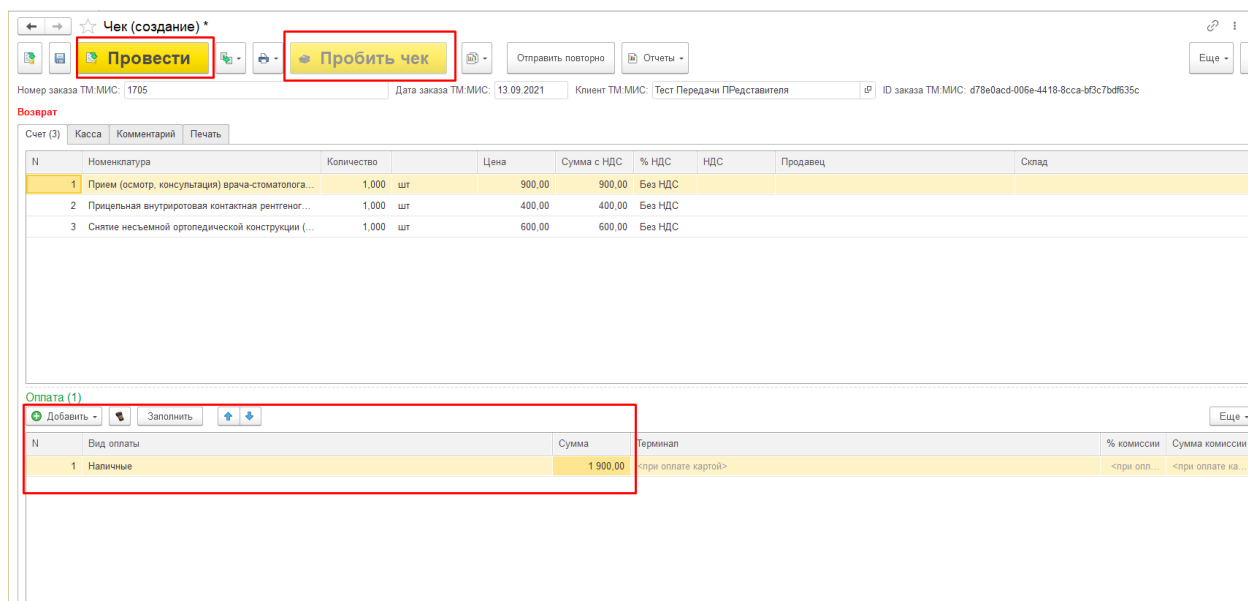 Чек (создание) *
Провести Пробить чек Отправить повторно Отчеты Еще
Номер заказа ТМ:МИС: 1705 Дата заказа ТМ:МИС: 13.09.2021 Клиент ТМ:МИС: Тест Передачи ПРедставителя ID заказа ТМ:МИС: d78e0acd-006e-4418-8cca-bf3c7bdf635c
Возврат
Счет (3) Касса Комментарий Печать
N Номенклатура Количество Цена Сумма с НДС % НДС НДС Продавец Склад
1 Прием (осмотр, консультация) врача-стоматолога... 1,000 шт 900,00 900,00 Без НДС
2 Прицельная внутриротовая контактная рентгеног... 1,000 шт 400,00 400,00 Без НДС
3 Снятие несъемной ортопедической конструкции (... 1,000 шт 600,00 600,00 Без НДС
Оплата (1)
Добавить Заполнить Еще
N Вид оплаты Сумма Терминал % комиссии Сумма комиссии
1 Наличные 1 900,00 <при оплате картой> <при опл... <при оплате ка...